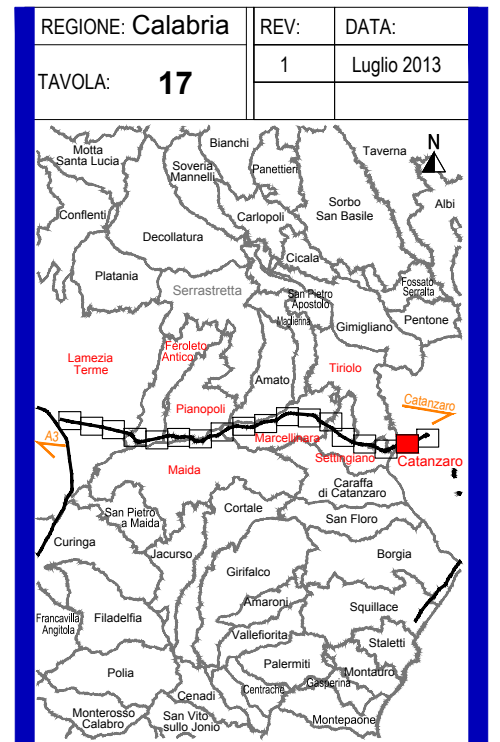 REGIONE: Calabria
REV:
DATA:
TAVOLA: 17
1
Luglio 2013
N
Motta
Santa Lucia
Bianchi
Soveria
Mannelli
Panettieri
Taverna
Conflenti
Carlopoli
Sorbo
San Basile
Albi
Decollatura
Cicala
Platania
Serrastretta
San Pietro
Apostolo
Fossato
Serralta
Miglierina
Gimigliano
Pentone
Lamezia
Terme
Feroleto
Antico
Tiriolo
Amato
Catanzaro
Pianopoli
A3
Marcellinara
Settingiano
Catanzaro
Maida
Caraffa
di Catanzaro
San Pietro
a Maida
Cortale
San Floro
Curinga
Jacurso
Borgia
Girifalco
Amaroni
Squillace
Francavilla
Angitola
Filadelfia
Vallefiorita
Staletti
Palermiti
Montauro
Polia
Gasperina
Cenadi
Centrache
Monterosso
Calabro
San Vito
sullo Jonio
Montepaone